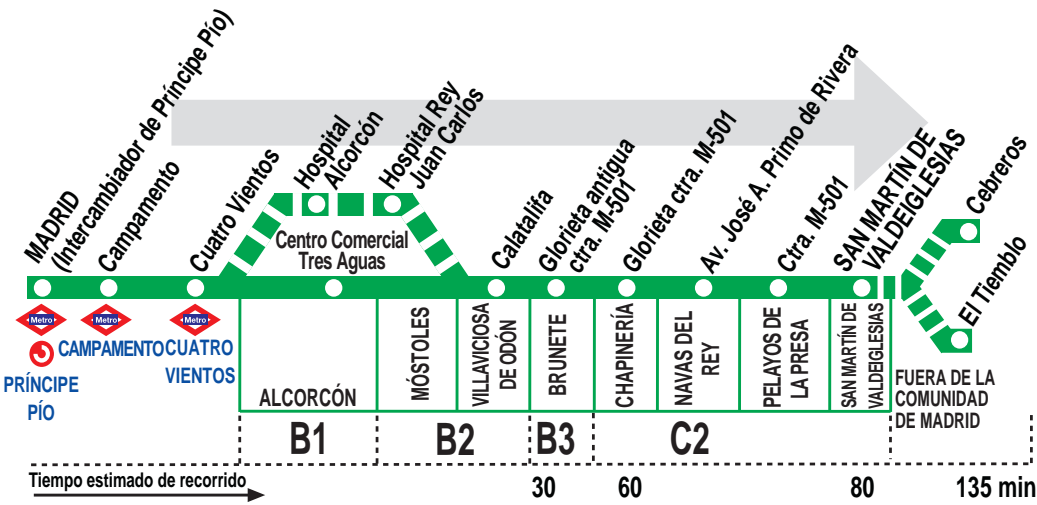 MADRID
(Intercambiador de Príncipe Pío)
Campamento
Cuatro Vientos
Hospital
Alcorcón
Hospital Rey
Juan Carlos
Centro Comercial
Tres Aguas
Calatalifa
Glorieta antigua
ctra. M-501
Glorieta ctra. M-501
Av. José A. Primo de Rivera
Ctra. M-501
SAN MARTÍN DE
VALDEIGLESIAS
Cebreros
El Tiemblo
Metro
Metro
Metro
PRÍNCIPE
PÍO
CAMPAMENTO
CUATRO
VIENTOS
ALCORCÓN
MÓSTOLES
VILLAVICIOSA
DE ODÓN
BRUNETE
CHAPINERÍA
NAVAS DEL
REY
PELAYOS DE
LA PRESA
SAN MARTÍN DE
VALDEIGLESIAS
FUERA DE LA
COMUNIDAD
DE MADRID
B1
B2
B3
C2
Tiempo estimado de recorrido
30
60
80
135 min